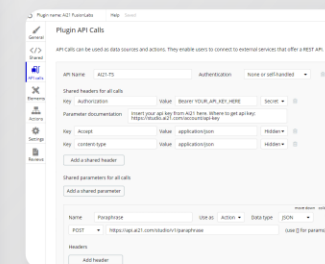 Plugin name: AI21 FusionLabs Help Saved
Plugin API Calls
General
API Calls can be used as data sources and actions. They enable users to connect to external services that offer a REST API.
Shared
API calls
API Name AI21-TS Authentication None or self-handled
Elements
Shared headers for all calls
Key Authorization Value Bearer YOUR_API_KEY_HERE Secret
Actions
Parameter documentation Insert your api key from AI21 here. Where to get api key:
https://studio.ai21.com/account/api-key
Settings
Key Accept Value application/json Hidden
Key content-type Value application/json Hidden
Reviews
Add a shared header
Shared parameters for all calls
Add a shared parameter
Name Paraphrase Use as Action Data type JSON
POST https://api.ai21.com/studio/v1/paraphrase (use [] for params)
Headers
Add header